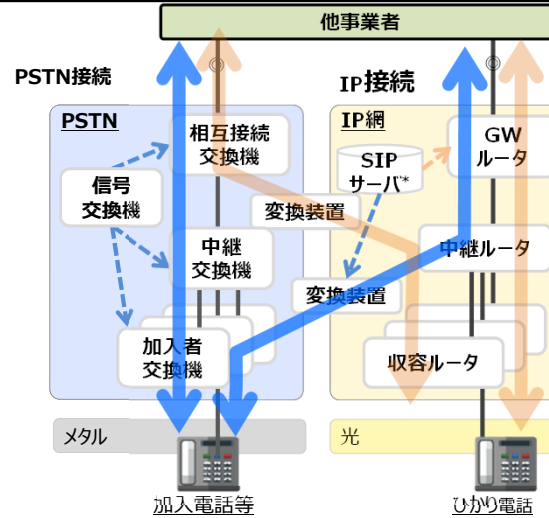 他事業者
PSTN接続
IP接続
PSTN
IP網
相互接続
交換機
GW
ルータ
SIP
サーバ*
信号
交換機
変換装置
中継
交換機
中継ルータ
変換装置
加入者
交換機
収容ルータ
メタル
光
加入電話等
ひかり電話